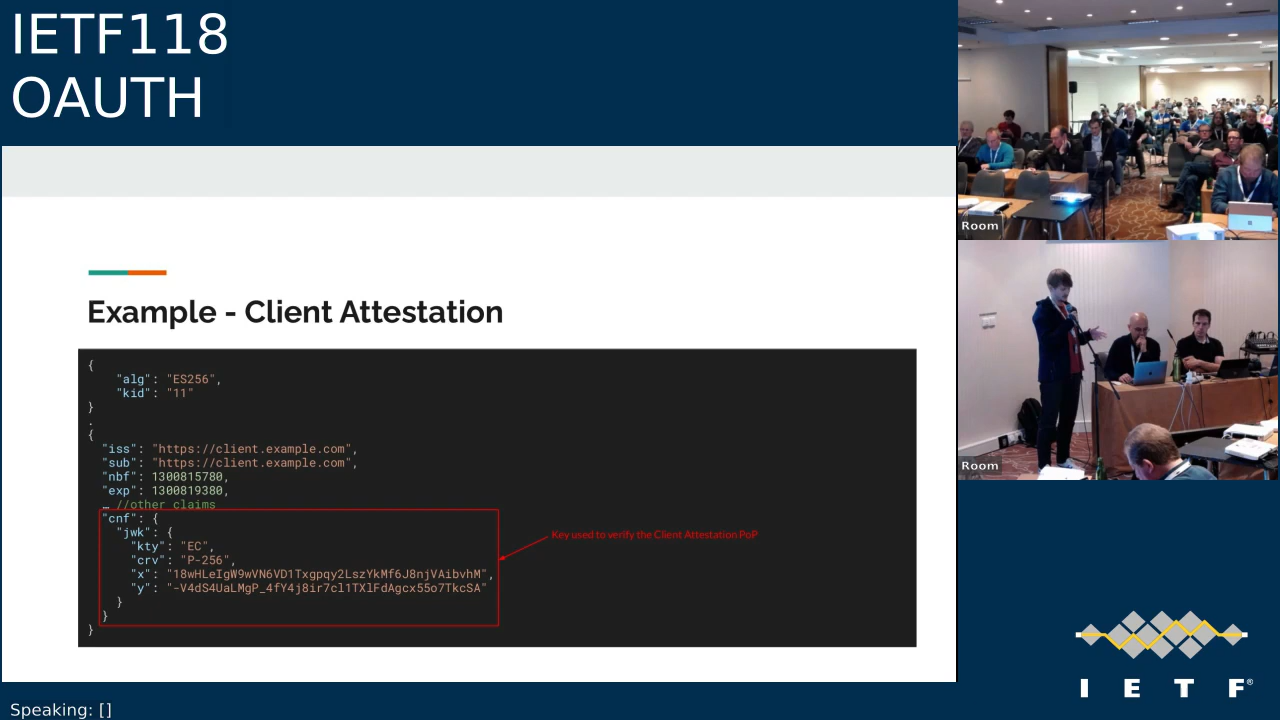 IETF118
OAUTH
Example - Client Attestation
{
"alg": "ES256",
"kid": "11"
}
.
{
"iss": "https://client.example.com",
"sub": "https://client.example.com",
"nbf": 1300815780,
"exp": 1300819380,
… //other claims
"cnf": {
"jwk": {
"kty": "EC",
"crv": "P-256",
"x": "18wHLeIgW9wVN6VD1Txgpqy2LszYkMf6J8njVAibvhM",
"y": "-V4dS4UaLMgP_4fY4j8ir7cl1TXlFdAgcx55o7TkcSA"
}
}
}
Key used to verify the Client Attestation PoP
Room
Room
IETF®
Speaking: []